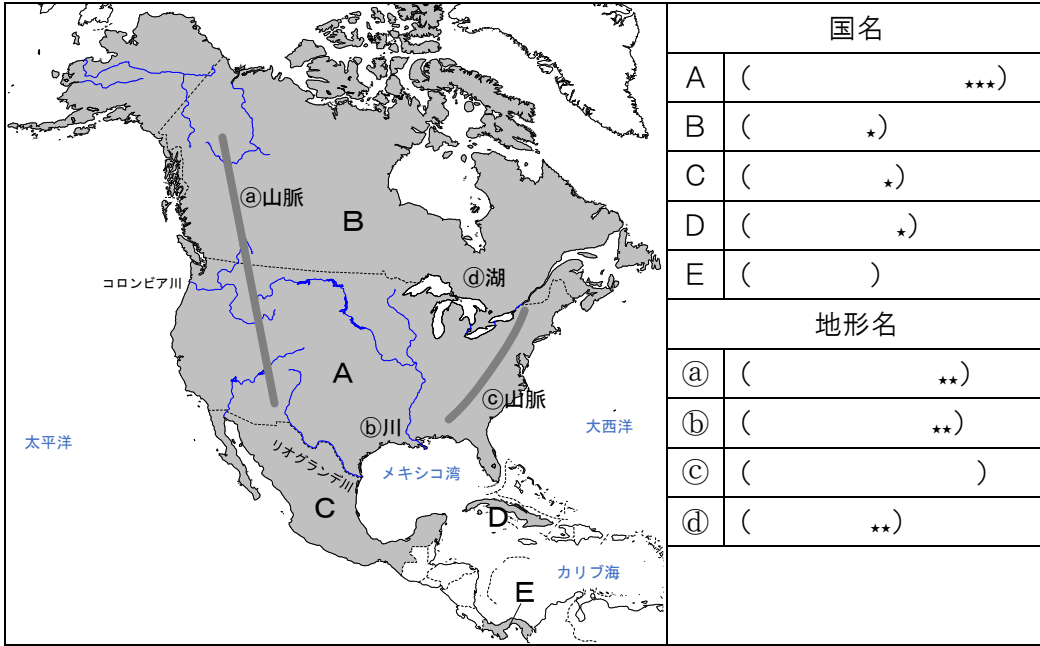 ⓐ山脈
B
コロンビア川
ⓓ湖
A
ⓒ山脈
ⓑ川
大西洋
太平洋
リオグランデ川
メキシコ湾
C
D
カリブ海
E
国名
A ( ★★★)
B ( ★)
C ( ★)
D ( ★)
E ( )
地形名
ⓐ ( ★★)
ⓑ ( ★★)
ⓒ ( )
ⓓ ( ★★)